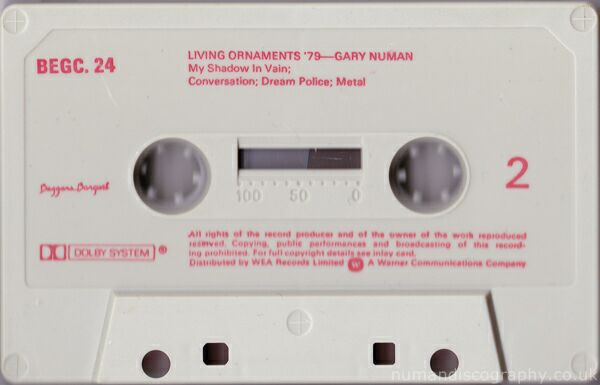 BEGC. 24
LIVING ORNAMENTS '79—GARY NUMAN
My Shadow In Vain;
Conversation; Dream Police; Metal
100 50 0
2
Beggars Banquet
All rights of the record producer and of the owner of the work reproduced
reserved. Copying, public performances and broadcasting of this record-
ing prohibited. For full copyright details see inlay card.
Distributed by WEA Records Limited W A Warner Communications Company
DOLBY SYSTEM ®
numandiscography.co.uk